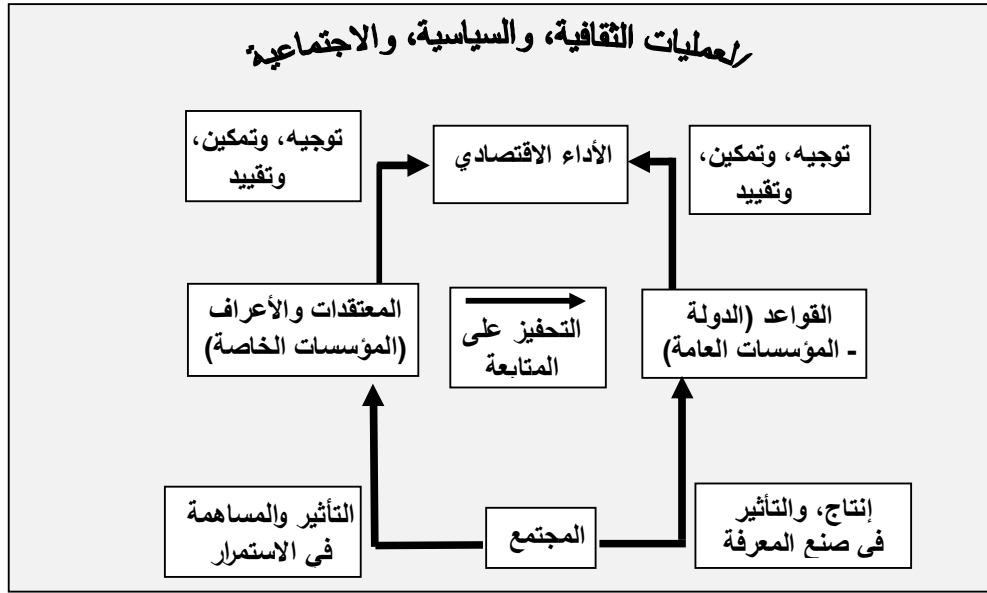 العمليات الثقافية، والسياسية، والاجتماعية
توجيه، وتمكين،
وتقييد
الأداء الاقتصادي
توجيه، وتمكين،
وتقييد
القواعد (الدولة
- المؤسسات العامة)
التحفيز على
المتابعة
المعتقدات والأعراف
(المؤسسات الخاصة)
إنتاج، والتأثير
في صنع المعرفة
المجتمع
التأثير والمساهمة
في الاستمرار